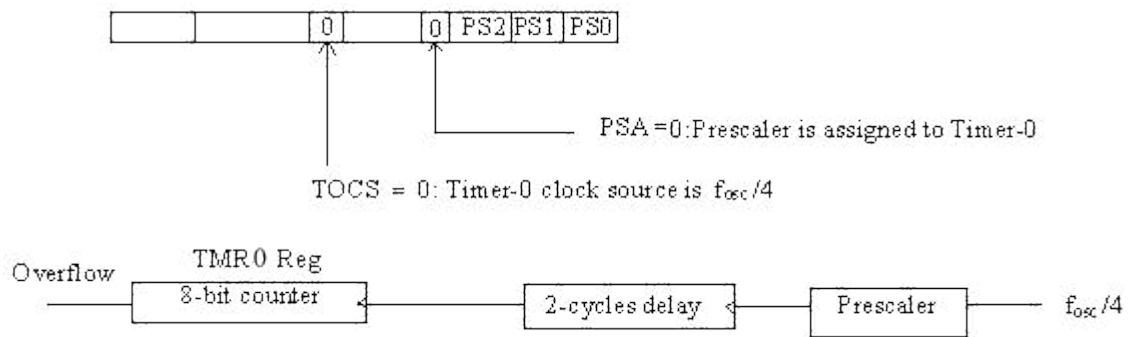 0 0 PS2 PS1 PS0
PSA=0:Prescaler is assigned to Timer-0
TOCS = 0: Timer-0 clock source is fosc/4
TMR0 Reg
Overflow
8-bit counter
2-cycles delay
Prescaler
fosc/4